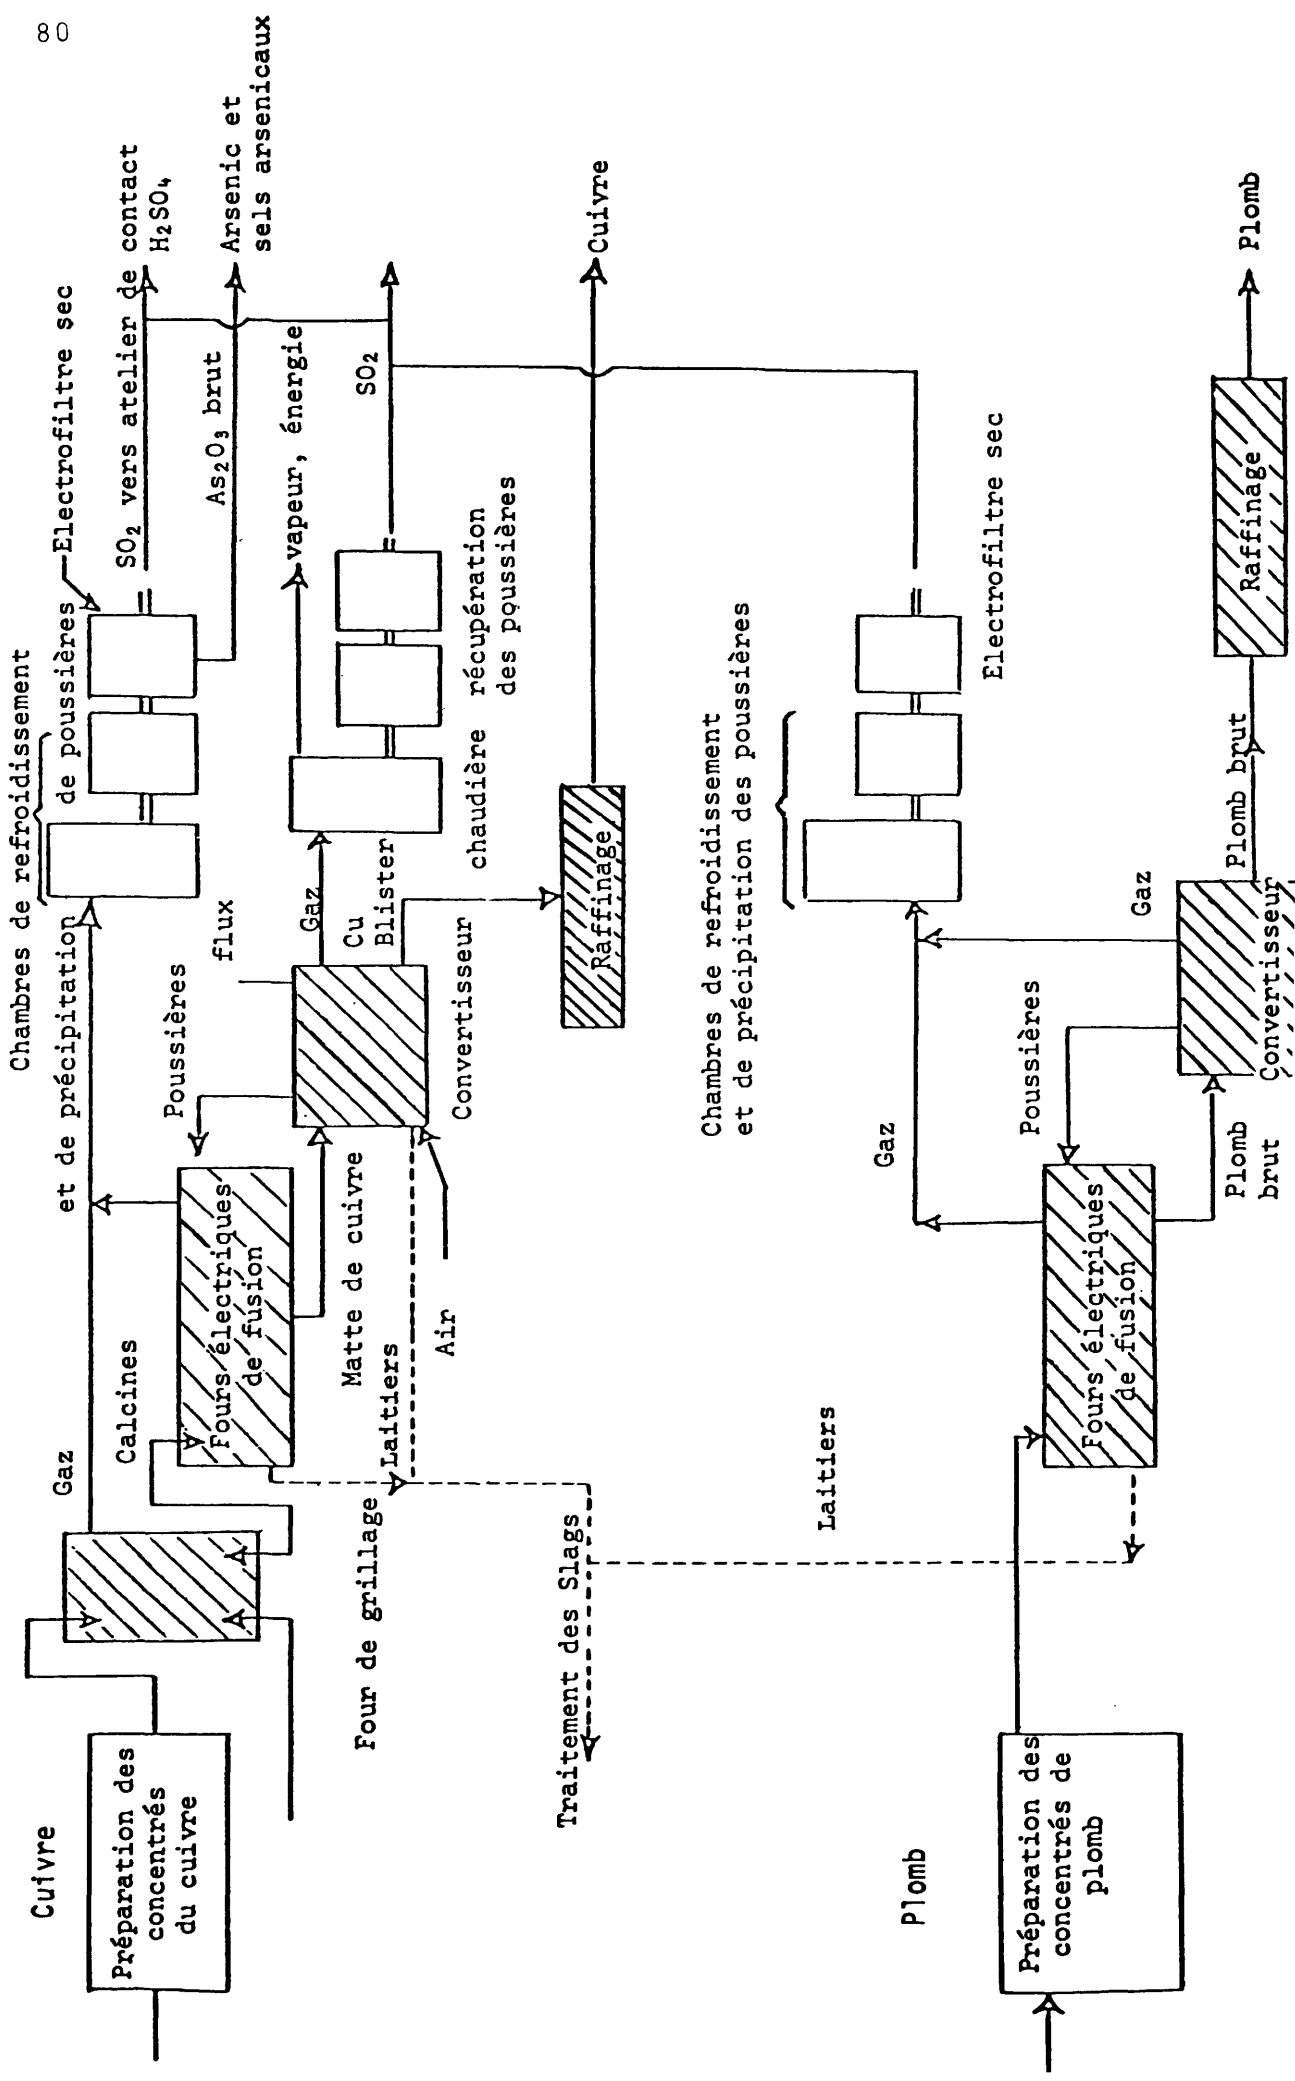 80
Cuivre
Préparation des
concentrés
du cuivre
Four de grillage
Gaz
Calcines
Fours électriques
de fusion
Matte de cuivre
Laitiers
Air
Traitement des Slags
Poussières
flux
Convertisseur
Gaz
Cu
Blister
Chambres de refroidissement
et de précipitation de poussières
Electrofiltre sec
SO₂ vers atelier de contact
H₂SO₄
As₂O₃ brut
Arsenic et
sels arsenicaux
vapeur, énergie
SO₂
chaudière récupération
des poussières
Raffinage
Cuivre
Plomb
Préparation des
concentrés de
plomb
Laitiers
Fours électriques
de fusion
Gaz
Poussières
Plomb
brut
Convertisseur
Gaz
Chambres de refroidissement
et de précipitation des poussières
Electrofiltre sec
Plomb brut
Raffinage
Plomb